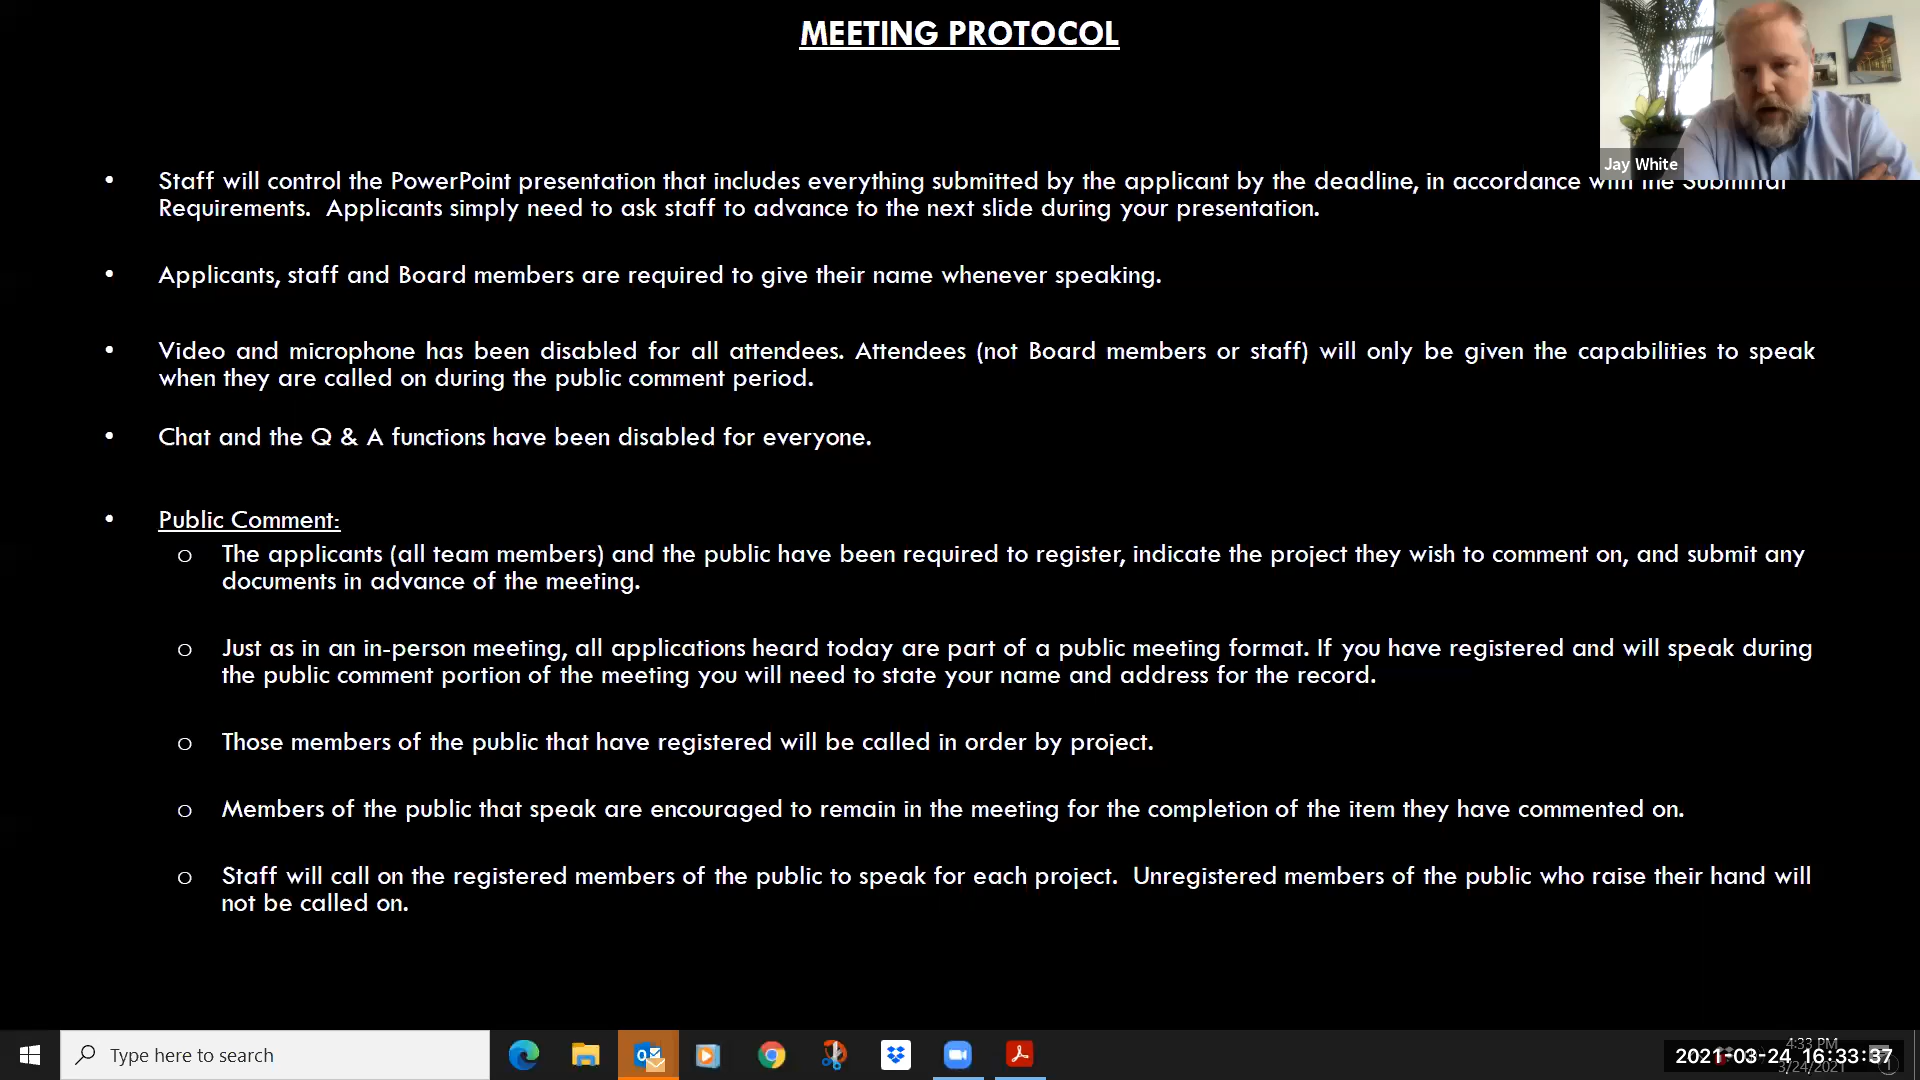 MEETING PROTOCOL
Jay White
• Staff will control the PowerPoint presentation that includes everything submitted by the applicant by the deadline, in accordance with the Submittal
Requirements. Applicants simply need to ask staff to advance to the next slide during your presentation.
• Applicants, staff and Board members are required to give their name whenever speaking.
• Video and microphone has been disabled for all attendees. Attendees (not Board members or staff) will only be given the capabilities to speak
when they are called on during the public comment period.
• Chat and the Q & A functions have been disabled for everyone.
• Public Comment:
o The applicants (all team members) and the public have been required to register, indicate the project they wish to comment on, and submit any
documents in advance of the meeting.
o Just as in an in-person meeting, all applications heard today are part of a public meeting format. If you have registered and will speak during
the public comment portion of the meeting you will need to state your name and address for the record.
o Those members of the public that have registered will be called in order by project.
o Members of the public that speak are encouraged to remain in the meeting for the completion of the item they have commented on.
o Staff will call on the registered members of the public to speak for each project. Unregistered members of the public who raise their hand will
not be called on.
Type here to search
4:33 PM
2021-03-24 16:33:37
3/24/2021